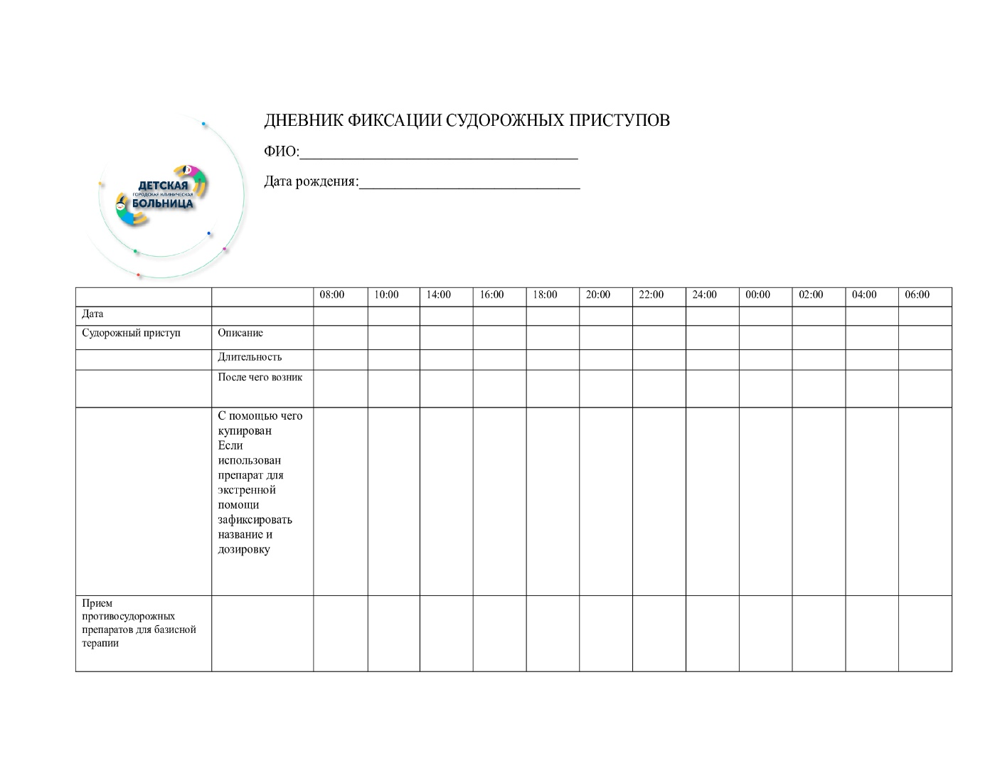 ДНЕВНИК ФИКСАЦИИ СУДОРОЖНЫХ ПРИСТУПОВ
ФИО:
Дата рождения:
ДЕТСКАЯ
ГОРОДСКАЯ КЛИНИЧЕСКАЯ
БОЛЬНИЦА
08:00 10:00 14:00 16:00 18:00 20:00 22:00 24:00 00:00 02:00 04:00 06:00
Дата
Судорожный приступ Описание
Длительность
После чего возник
С помощью чего
купирован
Если
использован
препарат для
экстренной
помощи
зафиксировать
название и
дозировку
Прием
противосудорожных
препаратов для базисной
терапии